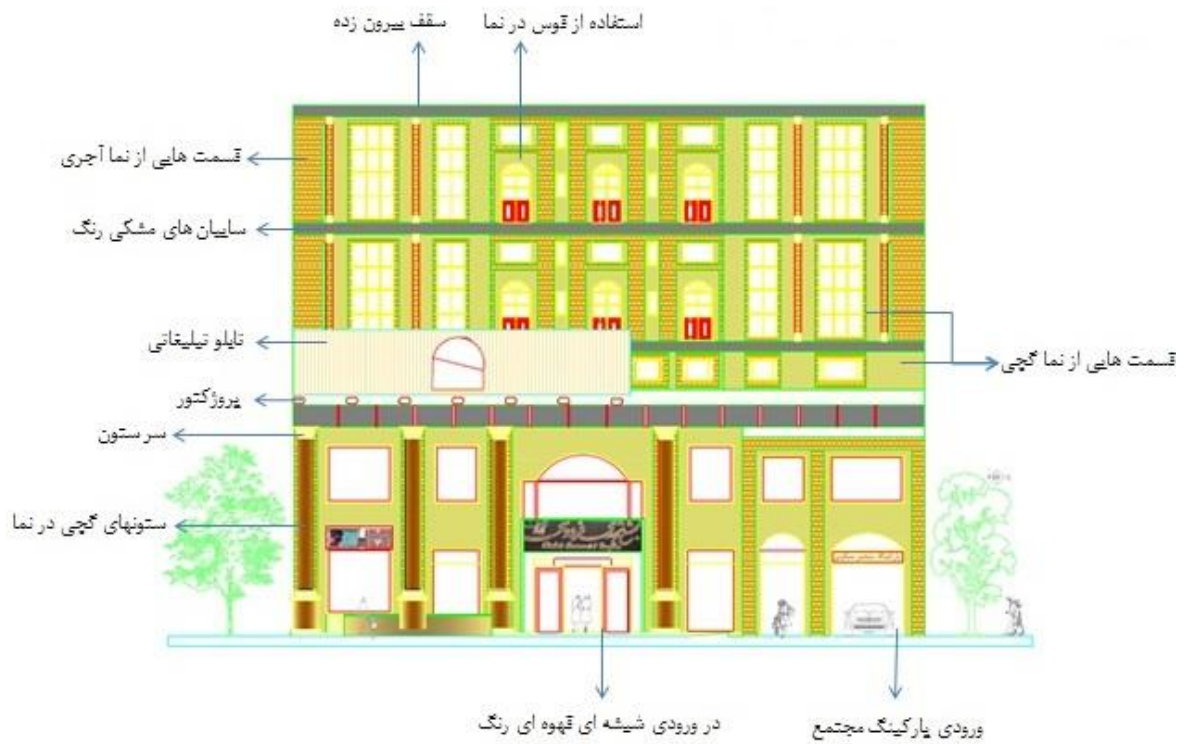 سقف بیرون زده
استفاده از قوس در نما
قسمت هایی از نما آجری
سایبان های مشکی رنگ
تابلو تبلیغاتی
قسمت هایی از نما گچی
پروژکتور
سر ستون
ستونهای گچی در نما
در ورودی شیشه ای قهوه ای رنگ
ورودی پارکینگ مجتمع